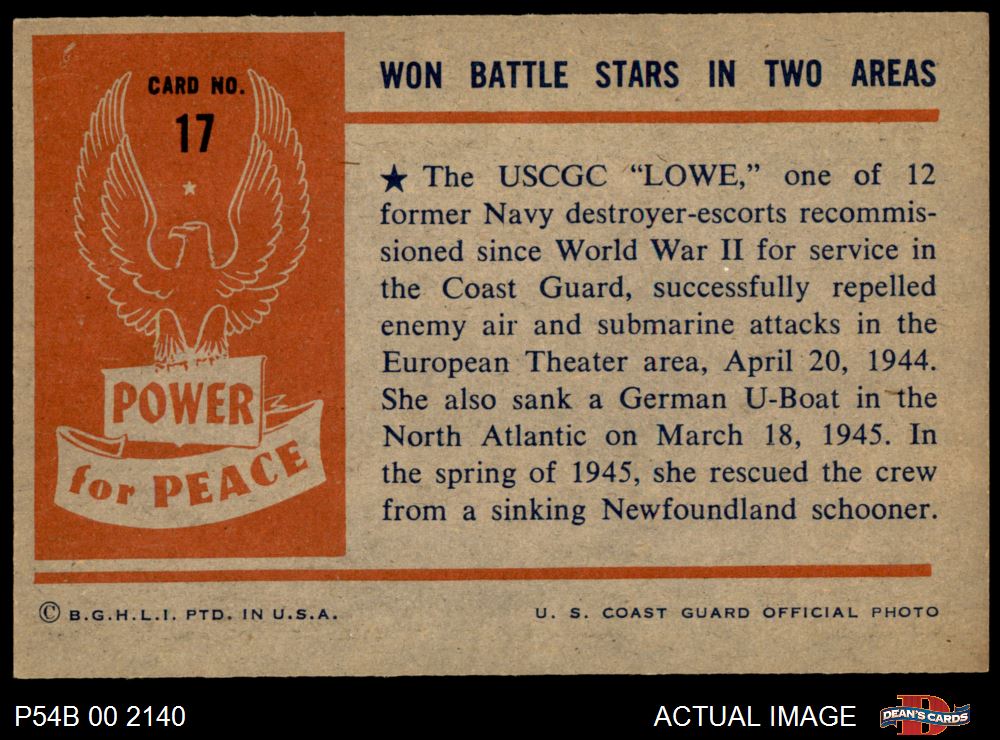 CARD NO.
17
POWER
for PEACE
WON BATTLE STARS IN TWO AREAS
★ The USCGC “LOWE,” one of 12
former Navy destroyer-escorts recommis-
sioned since World War II for service in
the Coast Guard, successfully repelled
enemy air and submarine attacks in the
European Theater area, April 20, 1944.
She also sank a German U-Boat in the
North Atlantic on March 18, 1945. In
the spring of 1945, she rescued the crew
from a sinking Newfoundland schooner.
© B.G.H.L.I. PTD. IN U.S.A.
U. S. COAST GUARD OFFICIAL PHOTO
P54B 00 2140
ACTUAL IMAGE
DEAN'S CARDS